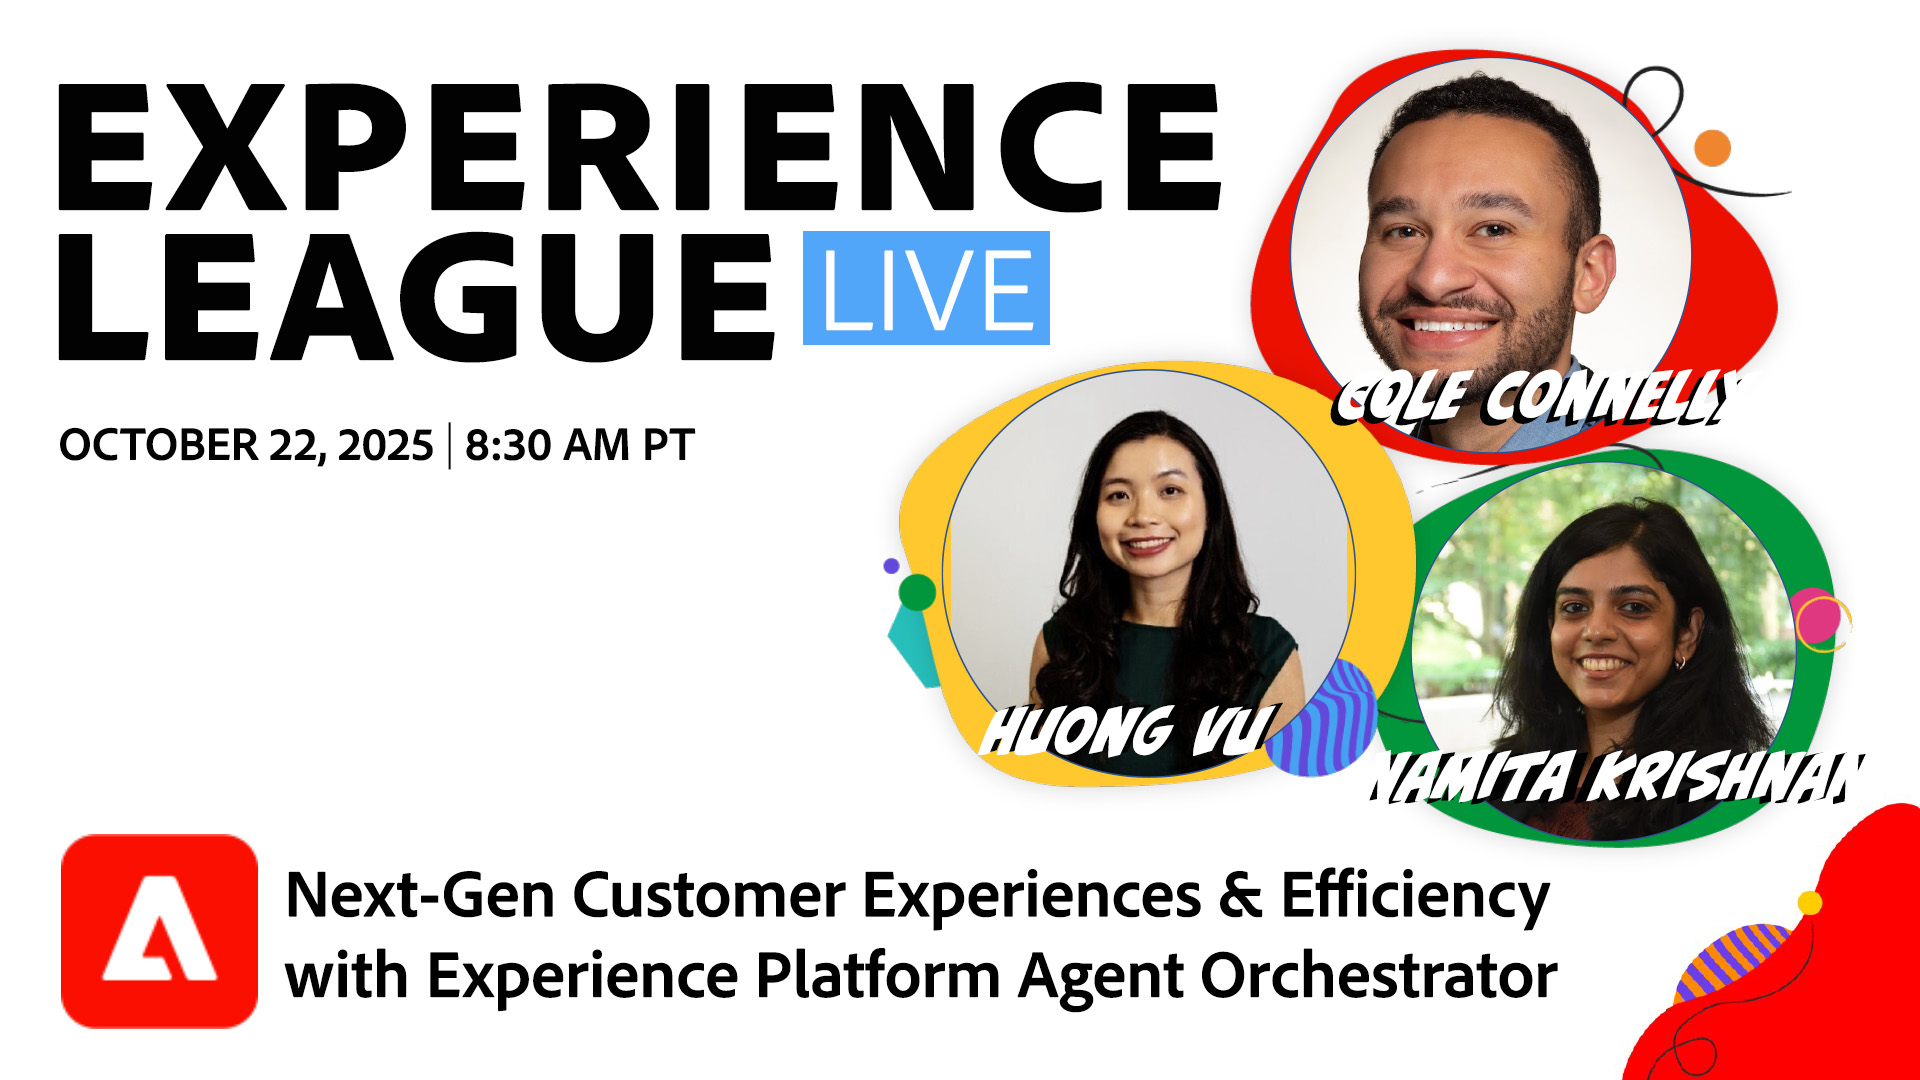 EXPERIENCE
LEAGUE LIVE
OCTOBER 22, 2025 | 8:30 AM PT
COLE CONNELLY
HUONG VU
NAMITA KRISHNAN
Next-Gen Customer Experiences & Efficiency
with Experience Platform Agent Orchestrator